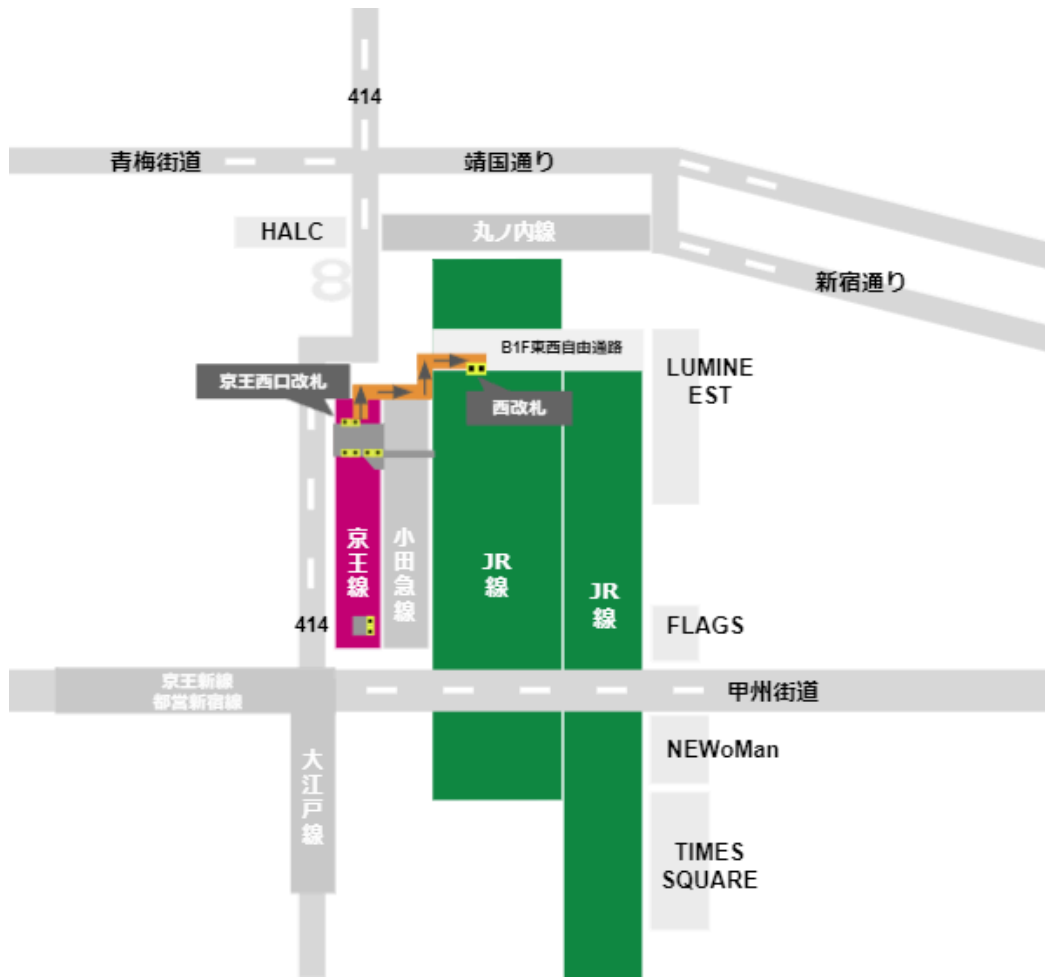 414
青梅街道
靖国通り
HALC
丸ノ内線
新宿通り
8
B1F東西自由通路
LUMINE
EST
京王西口改札
西改札
京王線
小田急線
JR
線
JR
線
414
FLAGS
京王新線
都営新宿線
甲州街道
大江戸線
NEWoMan
TIMES
SQUARE